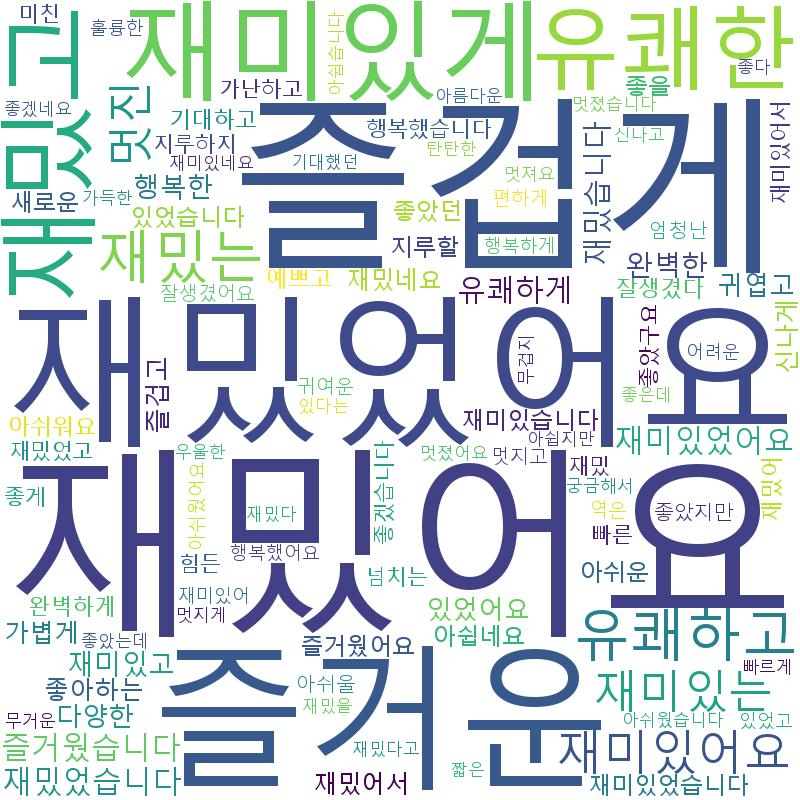 미친
훌륭한
재밌고
재미있게
아쉽습니다
유쾌한
좋다
좋겠네요
멋진
가난하고
기대하고
아름다운
좋을
멋졌습니다
지루하지
재미있네요
즐겁게
행복했습니다
기대했던
탄탄한
신나고
재미있어서
멋져요
재밌습니다
새로운
가득한
행복한
편하게
있었습니다
좋았던
엄청난
재밌는
지루할
행복하게
완벽한
예쁘고
재밌네요
잘생겼어요
유쾌하게
잘생겼다
귀엽고
재밌었어요
신나게
좋았구요
무겁지
어려운
즐겁고
귀여운
있다는
좋은데
아쉬워요
재미있습니다
아쉽지만
재미있었어요
재밌었고
우울한
멋졌어요
멋지고
재밌
좋게
아쉬웠어요
좋겠습니다
궁금해서
재밌어
재밌어요
재밌다
역은
좋았지만
빠른
행복했어요
힘든
넘치는
아쉬운
재미있어
완벽하게
멋지게
있었어요
가볍게
좋았는데
즐거웠어요
아쉽네요
유쾌하고
재미있고
즐거운
빠르게
좋아하는
아쉬울
재미있는
무거운
다양한
재밌을
아쉬웠습니다
있었고
즐거웠습니다
재밌다고
재미있어요
재밌었습니다
재밌어서
짧은
재미있었습니다